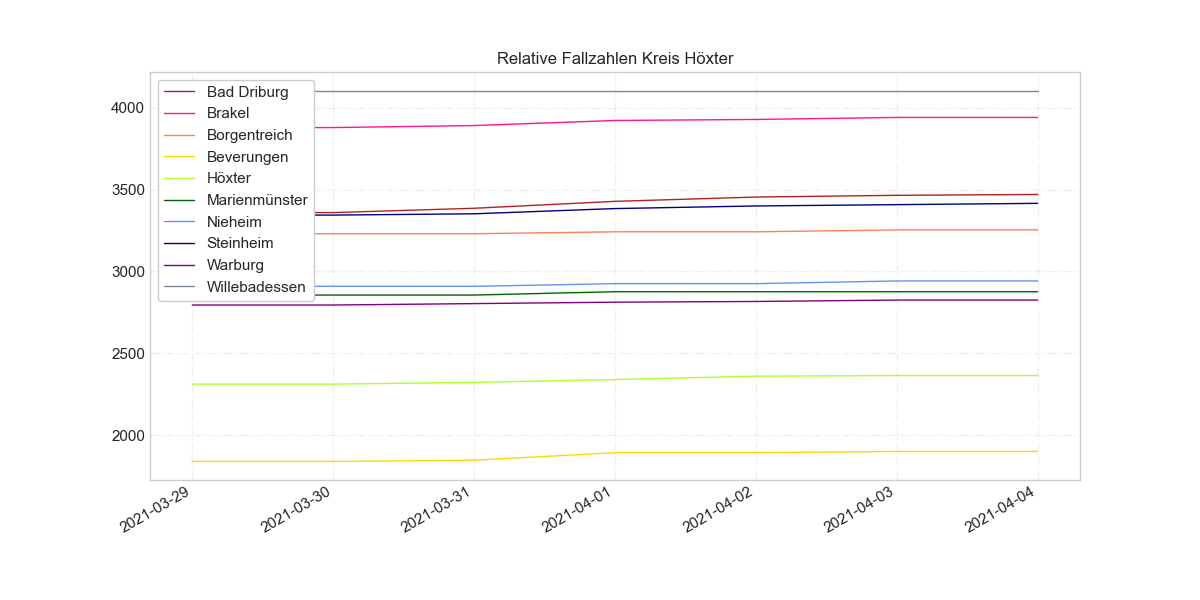 Relative Fallzahlen Kreis Höxter
Bad Driburg
Brakel
Borgentreich
Beverungen
Höxter
Marienmünster
Nieheim
Steinheim
Warburg
Willebadessen
4000
3500
3000
2500
2000
2021-03-29
2021-03-30
2021-03-31
2021-04-01
2021-04-02
2021-04-03
2021-04-04